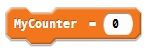 MyCounter = 0